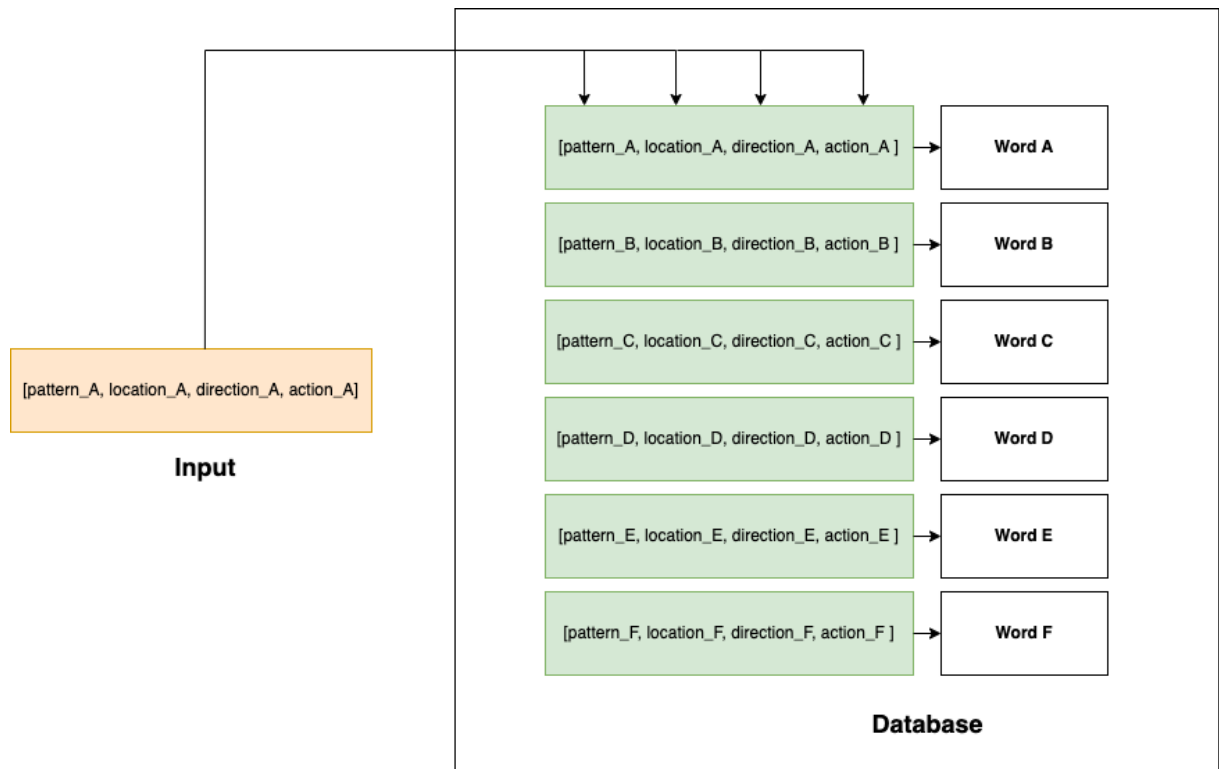 [pattern_A, location_A, direction_A, action_A ]
Word A
[pattern_B, location_B, direction_B, action_B ]
Word B
[pattern_C, location_C, direction_C, action_C ]
Word C
[pattern_A, location_A, direction_A, action_A]
Input
[pattern_D, location_D, direction_D, action_D ]
Word D
[pattern_E, location_E, direction_E, action_E ]
Word E
[pattern_F, location_F, direction_F, action_F ]
Word F
Database